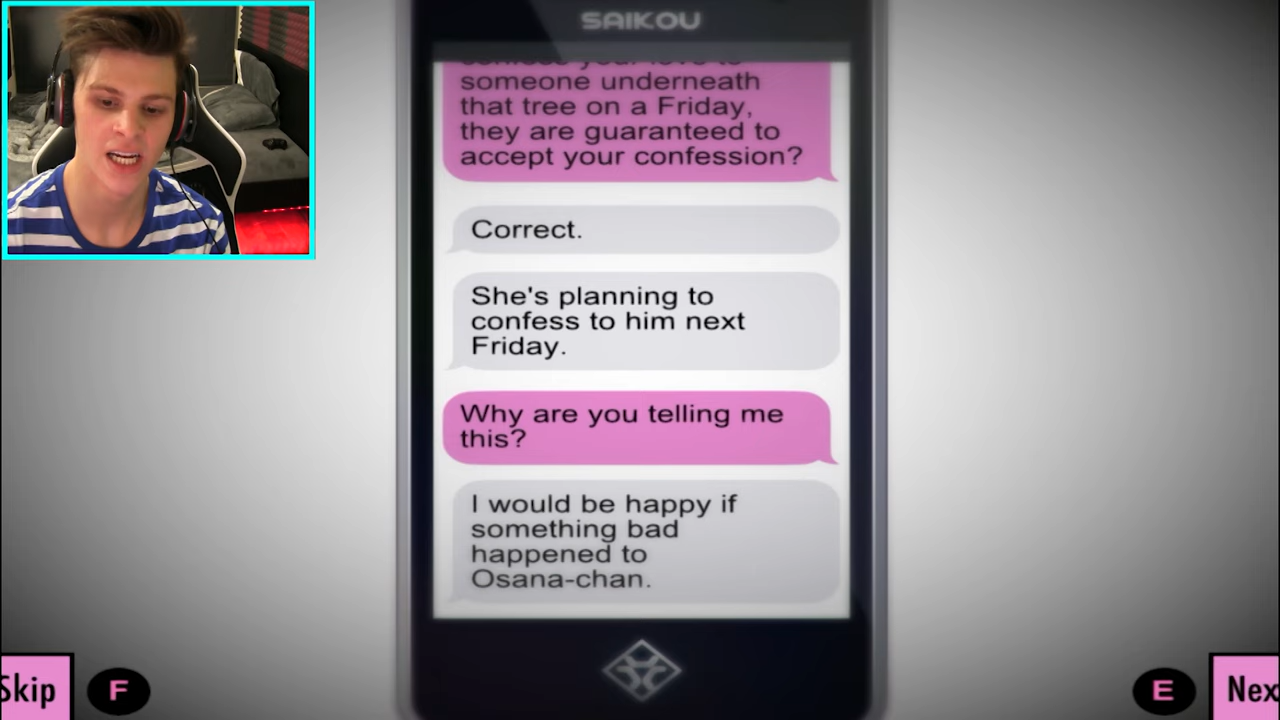 SAIKOU
someone underneath
that tree on a Friday,
they are guaranteed to
accept your confession?
Correct.
She's planning to
confess to him next
Friday.
Why are you telling me
this?
I would be happy if
something bad
happened to
Osana-chan.
Skip
F
E
Nex